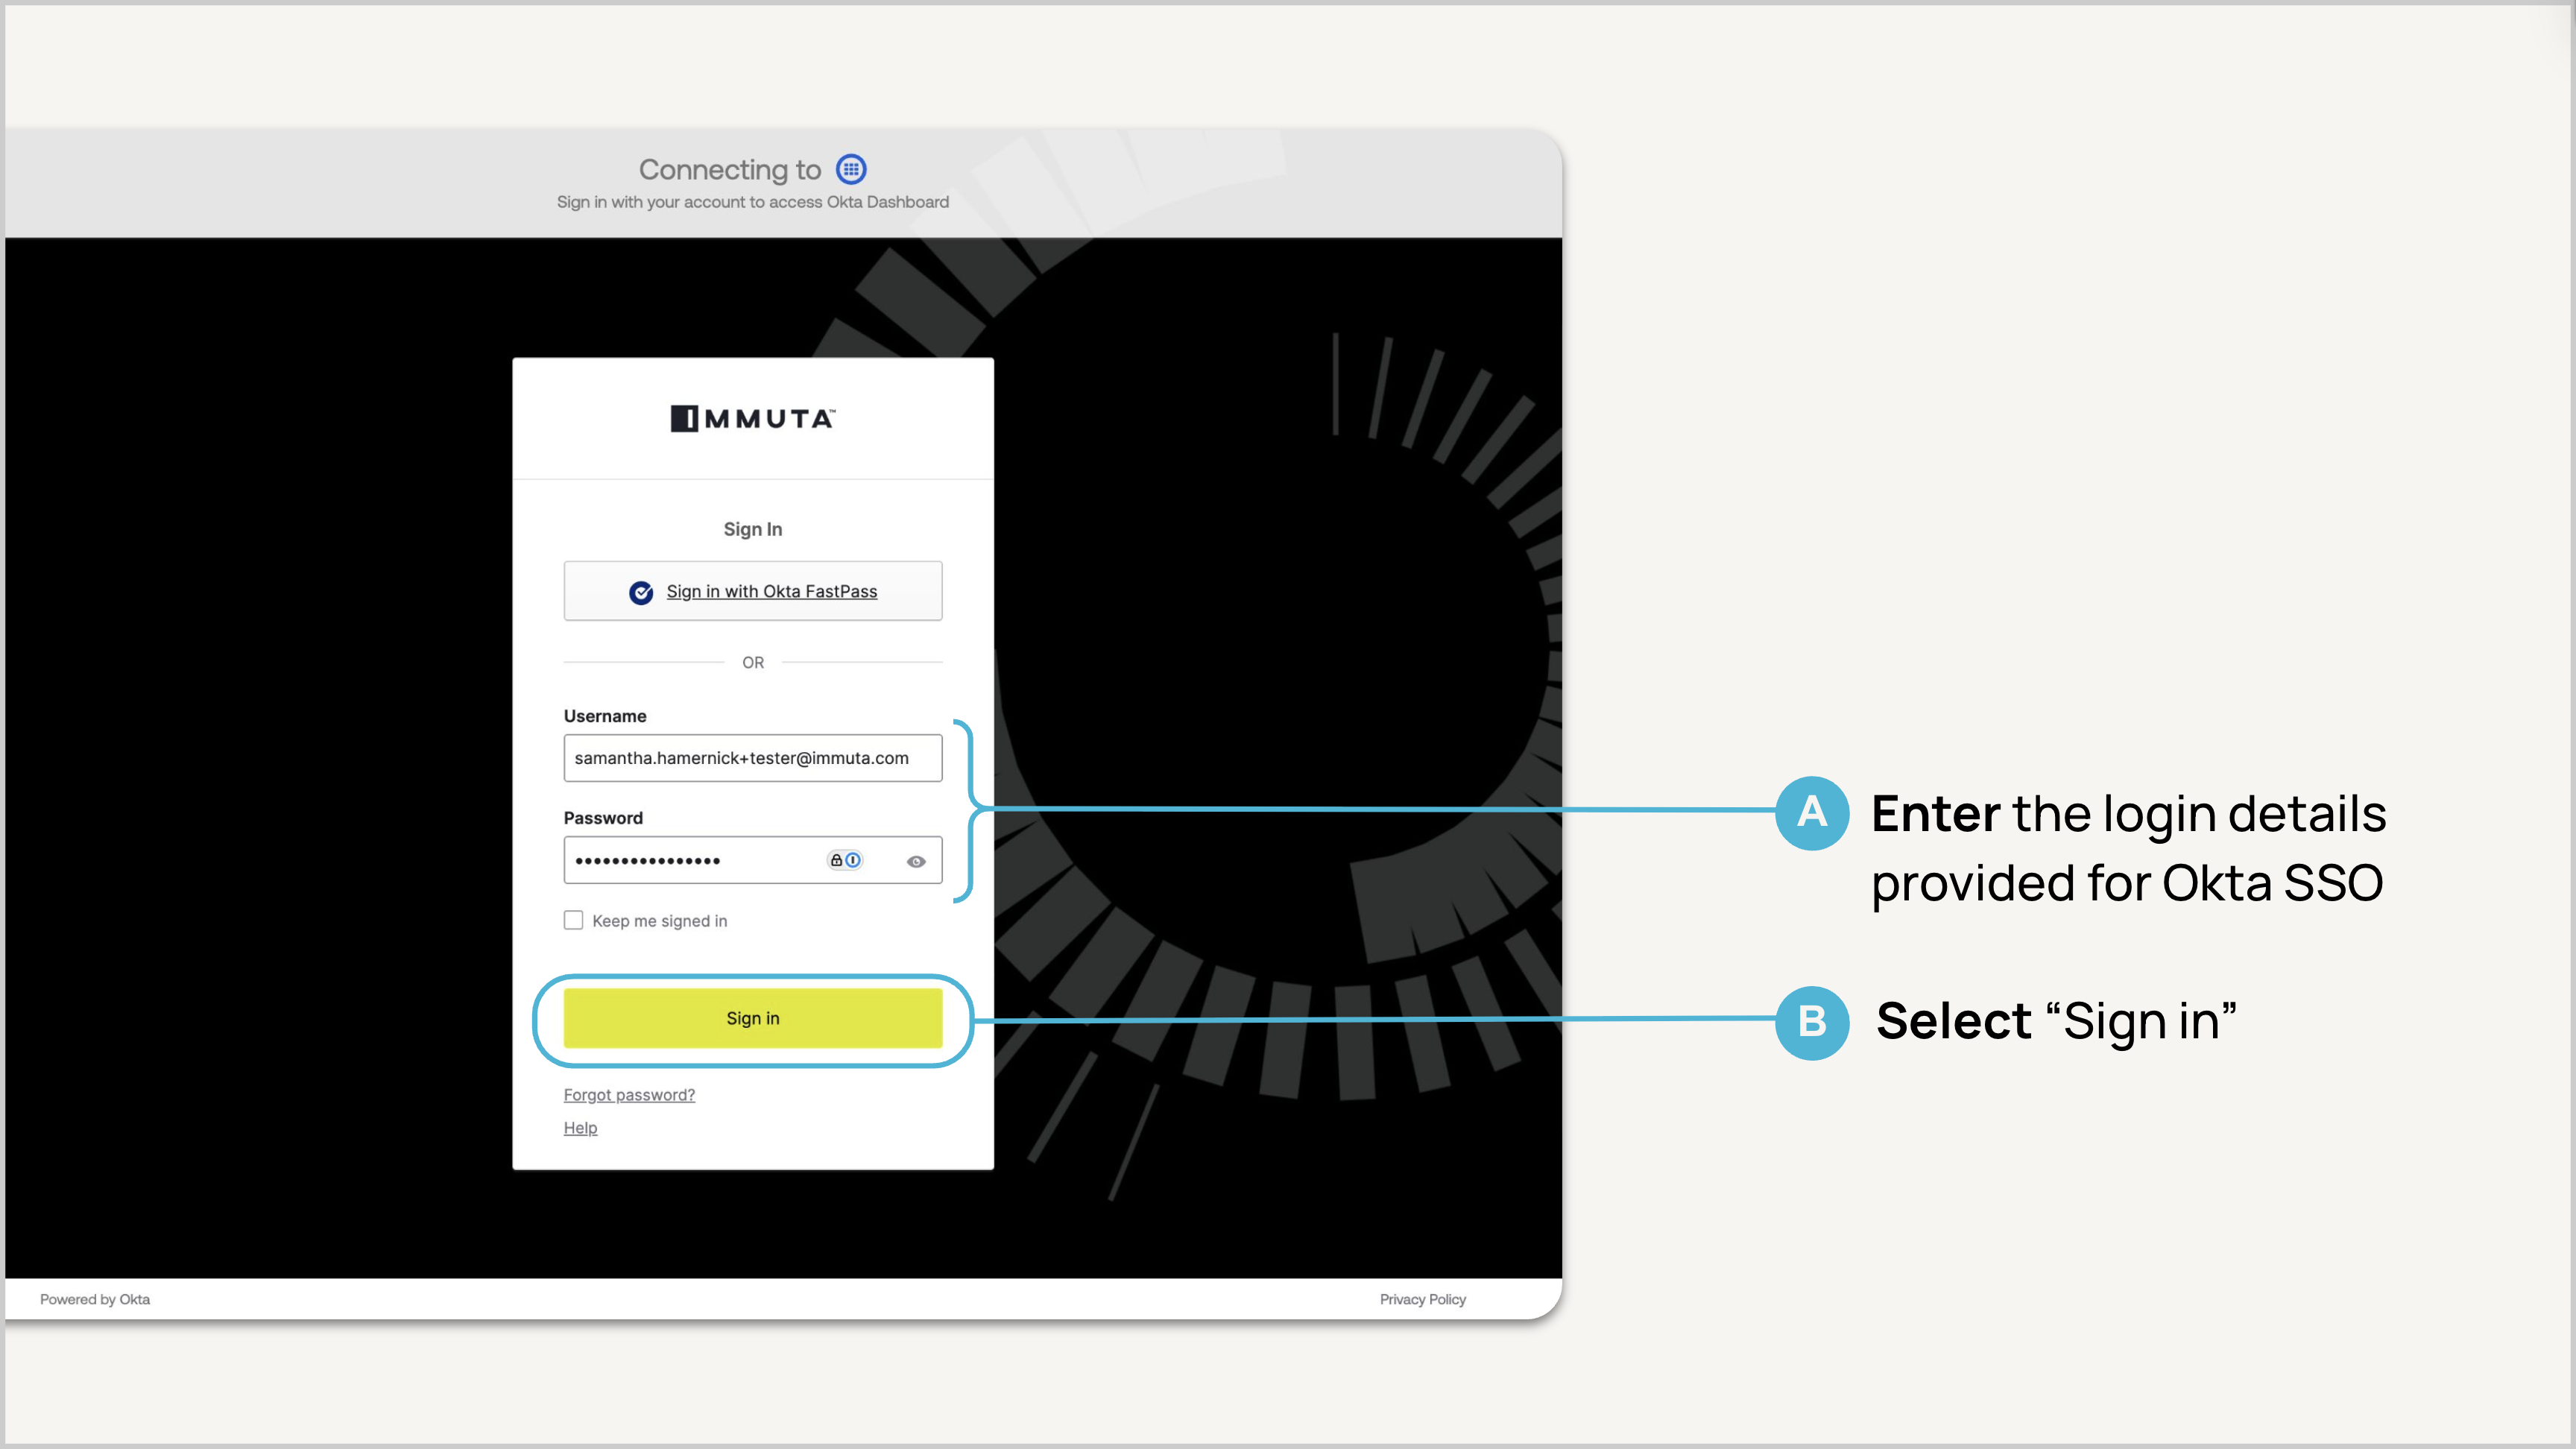 Connecting to
Sign in with your account to access Okta Dashboard
IMMUTA™
Sign In
Sign in with Okta FastPass
OR
Username
samantha.hamernick+tester@immuta.com
Password
••••••••••••••••
Keep me signed in
Sign in
Forgot password?
Help
Powered by Okta
Privacy Policy
A Enter the login details
provided for Okta SSO
B Select “Sign in”